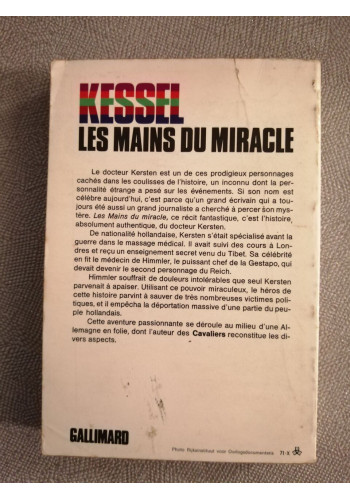 KESSEL
LES MAINS DU MIRACLE
Le docteur Kersten est un de ces prodigieux personnages
cachés dans les coulisses de l'histoire, un inconnu dont la per-
sonnalité étrange a pesé sur les événements. Si son nom est
célèbre aujourd'hui, c'est parce qu'un grand écrivain qui a tou-
jours été aussi un grand journaliste a cherché à percer son mys-
tère. Les Mains du miracle, ce récit fantastique, c'est l'histoire,
absolument authentique, du docteur Kersten.
De nationalité hollandaise, Kersten s'était spécialisé avant la
guerre dans le massage médical. Il avait suivi des cours à Lon-
dres et reçu un enseignement secret venu du Tibet. Sa célébrité
en fit le médecin de Himmler, le puissant chef de la Gestapo, qui
devait devenir le second personnage du Reich.
Himmler souffrait de douleurs intolérables que seul Kersten
parvenait à apaiser. Utilisant ce pouvoir miraculeux, le héros de
cette histoire parvint à sauver de très nombreuses victimes poli-
tiques, et il empêcha la déportation massive d'une partie du peu-
ple hollandais.
Cette aventure passionnante se déroule au milieu d'une Al-
lemagne en folie, dont l'auteur des Cavaliers reconstitue les di-
vers aspects.
GALLIMARD
Photo Rijksinstituut voor Oorlogsdocumentatie
71-X